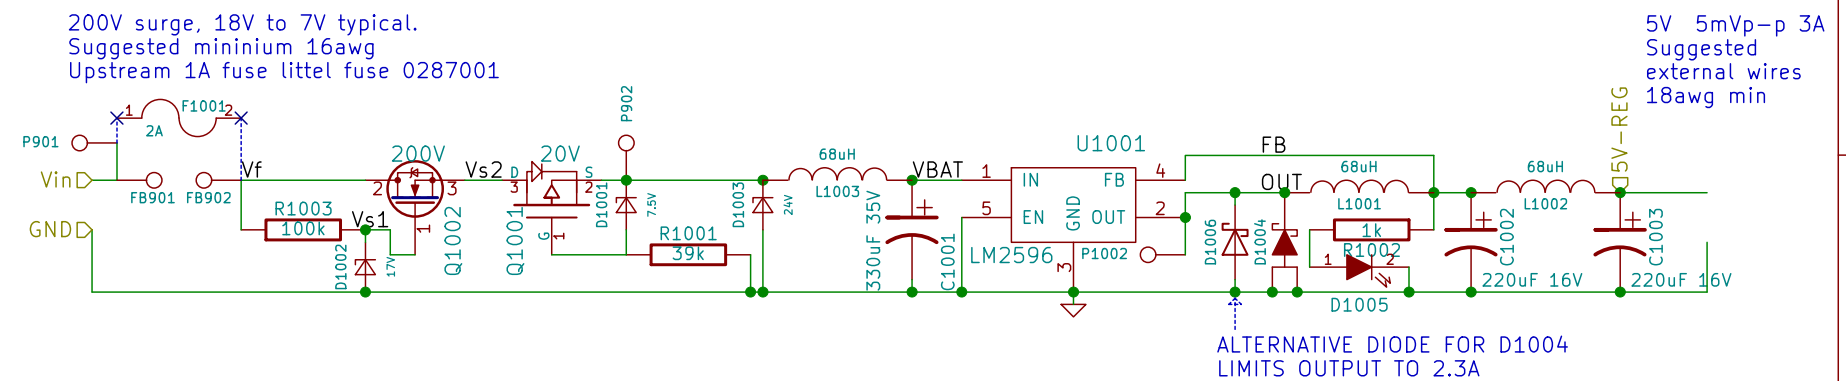 200V surge, 18V to 7V typical.
Suggested mininium 16awg
Upstream 1A fuse littel fuse 0287001
5V  5mVp-p 3A
Suggested
external wires
18awg min
P901
1
F1001
2
2A
Vin
FB901
FB902
Vf
GND
R1003
100k
Vs1
D1002
17V
200V
2
3
1
Q1002
Vs2
20V
D
3
S
2
G
1
Q1001
P902
D1001
7.5V
R1001
39k
D1003
24V
68uH
L1003
VBAT
330uF 35V
C1001
U1001
1
IN
FB
4
5
EN
GND
OUT
2
LM2596
3
P1002
FB
OUT
D1006
D1004
68uH
L1001
1k
R1002
1
2
D1005
68uH
L1002
C1002
220uF 16V
G5V-REG
C1003
220uF 16V
ALTERNATIVE DIODE FOR D1004
LIMITS OUTPUT TO 2.3A